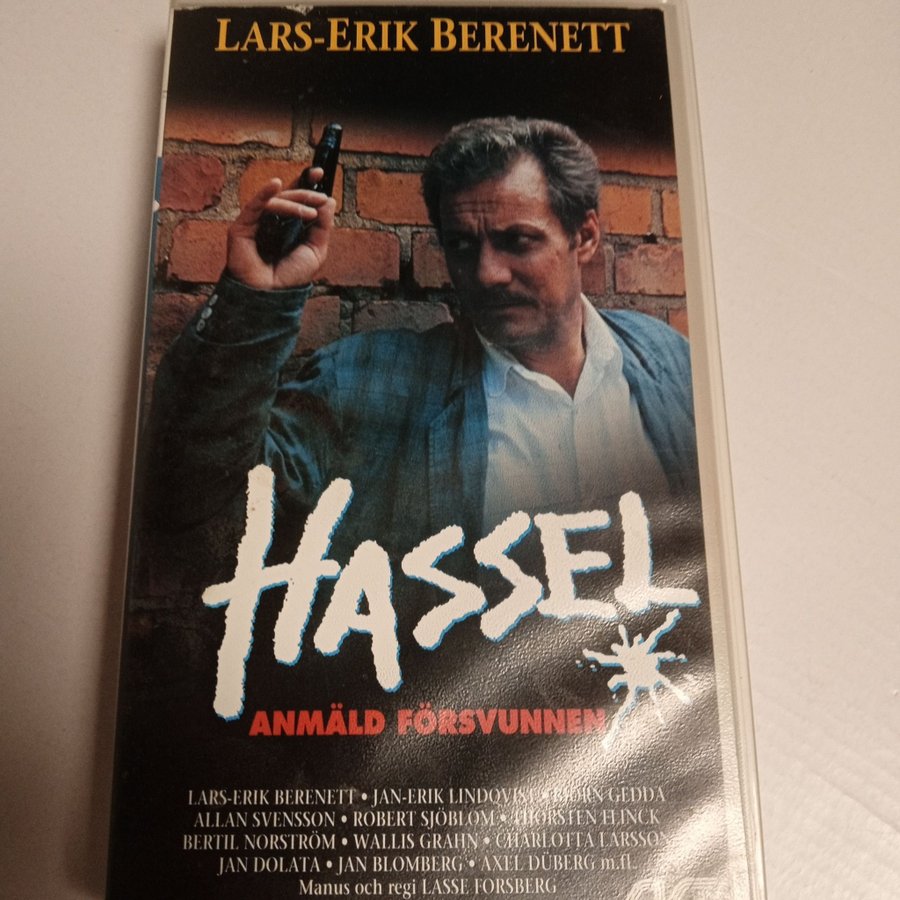 LARS-ERIK BERENETT
HASSEL
ANMÄLD FÖRSVUNNEN
LARS-ERIK BERENETT • JAN-ERIK LINDQVIST • BJÖRN GEDDA
ALLAN SVENSSON • ROBERT SJÖBLOM • THORSTEN FLINCK
BERTIL NORSTRÖM • WALLIS GRAHN • CHARLOTTA LARSSON
JAN DOLATA • JAN BLOMBERG • AXEL DÜBERG m.fl.
Manus och regi LASSE FORSBERG